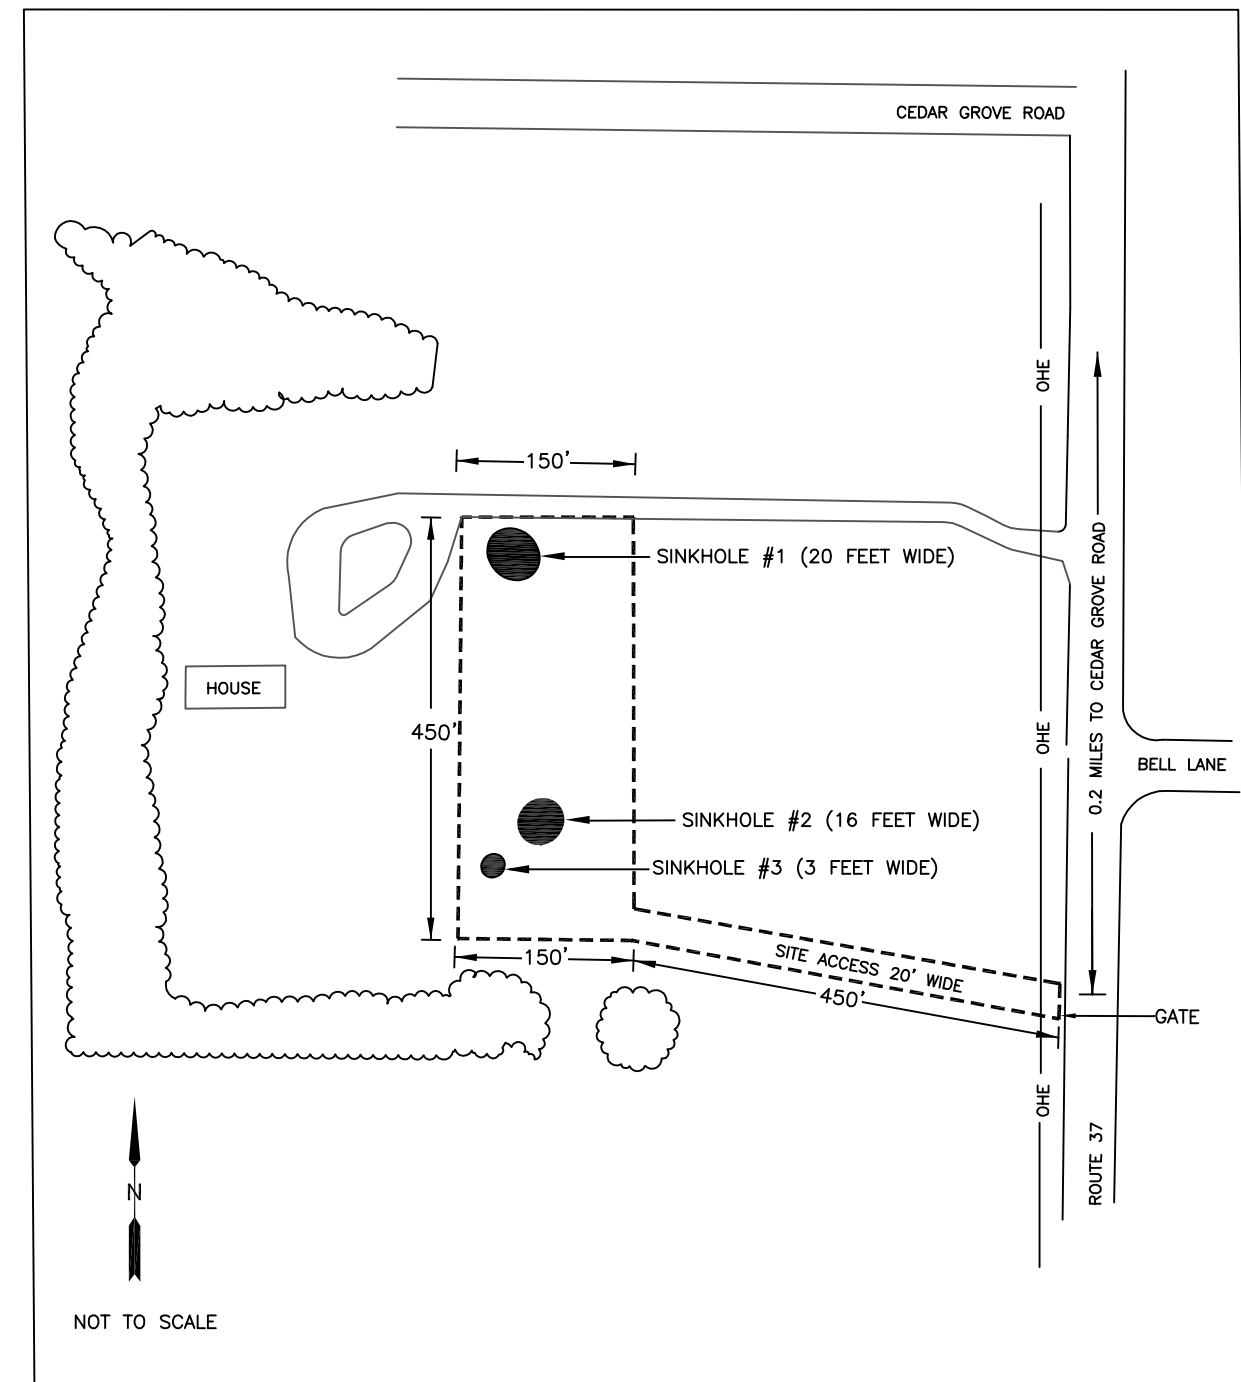 CEDAR GROVE ROAD
OHE
150'
SINKHOLE #1 (20 FEET WIDE)
0.2 MILES TO CEDAR GROVE ROAD
HOUSE
450'
OHE
BELL LANE
SINKHOLE #2 (16 FEET WIDE)
SINKHOLE #3 (3 FEET WIDE)
150'
SITE ACCESS 20' WIDE
450'
GATE
OHE
ROUTE 37
N
NOT TO SCALE